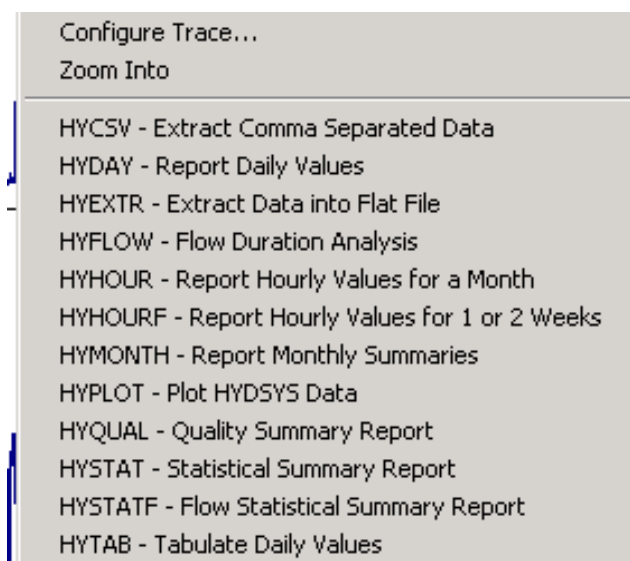 Configure Trace...
Zoom Into
HYCSV - Extract Comma Separated Data
HYDAY - Report Daily Values
HYEXTR - Extract Data into Flat File
HYFLOW - Flow Duration Analysis
HYHOUR - Report Hourly Values for a Month
HYHOURF - Report Hourly Values for 1 or 2 Weeks
HYMONTH - Report Monthly Summaries
HYPLOT - Plot HYDSYS Data
HYQUAL - Quality Summary Report
HYSTAT - Statistical Summary Report
HYSTATF - Flow Statistical Summary Report
HYTAB - Tabulate Daily Values